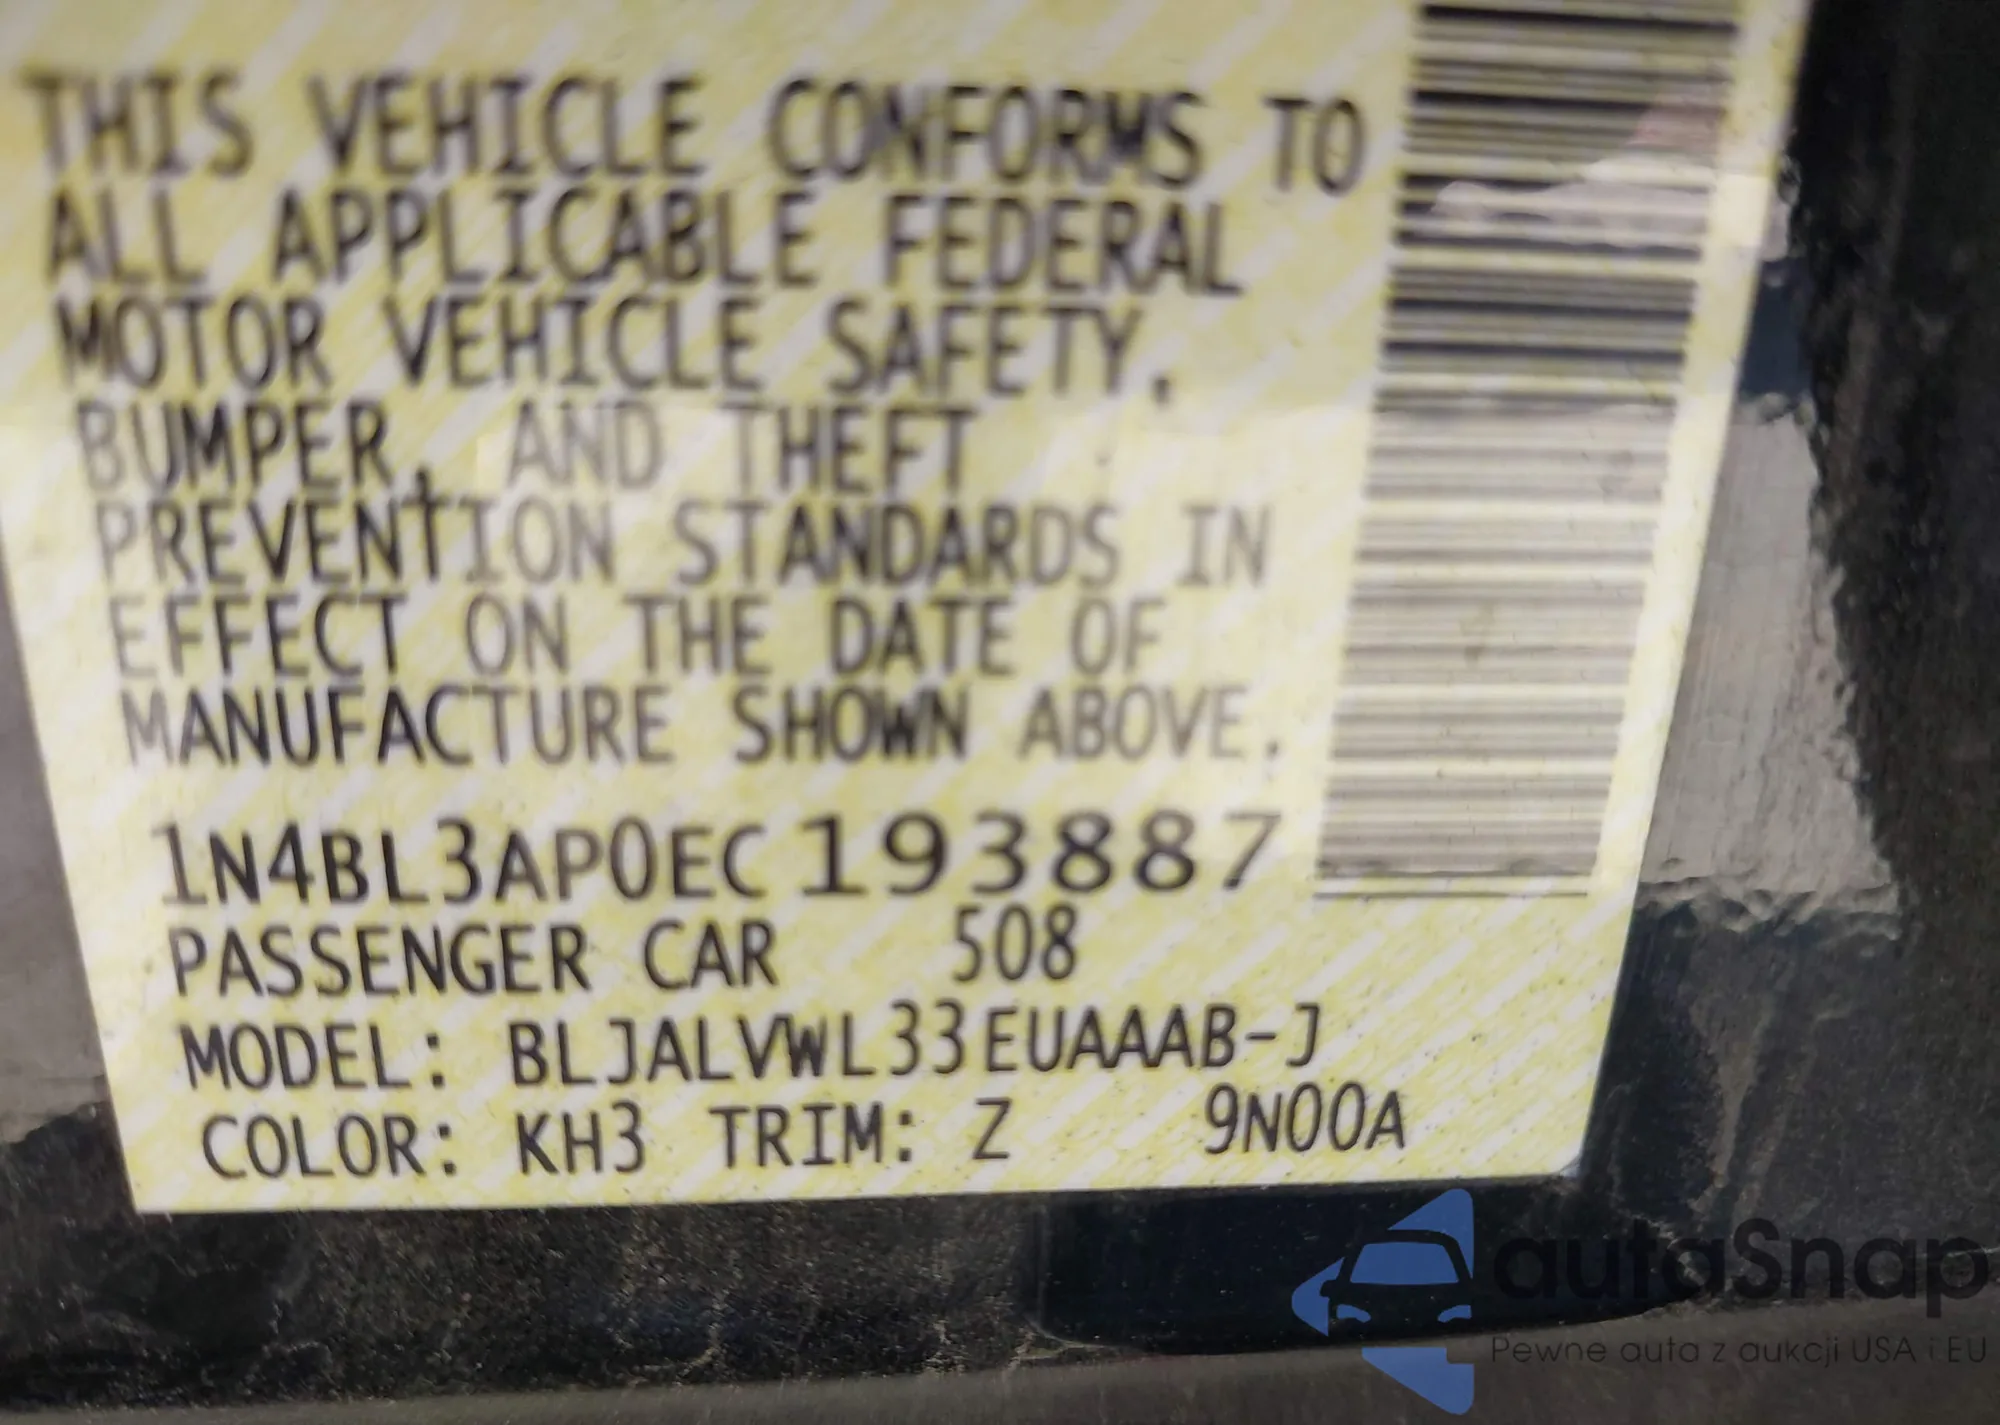 THIS VEHICLE CONFORMS TO
ALL APPLICABLE FEDERAL
MOTOR VEHICLE SAFETY,
BUMPER, AND THEFT
PREVENTION STANDARDS IN
EFFECT ON THE DATE OF
MANUFACTURE SHOWN ABOVE.
1N4BL3AP0EC193887
PASSENGER CAR 508
MODEL: BLJALVWL33EUAAAB-J
COLOR: KH3 TRIM: Z 9N00A
autaSnap
Pewne auta z aukcji USA i EU